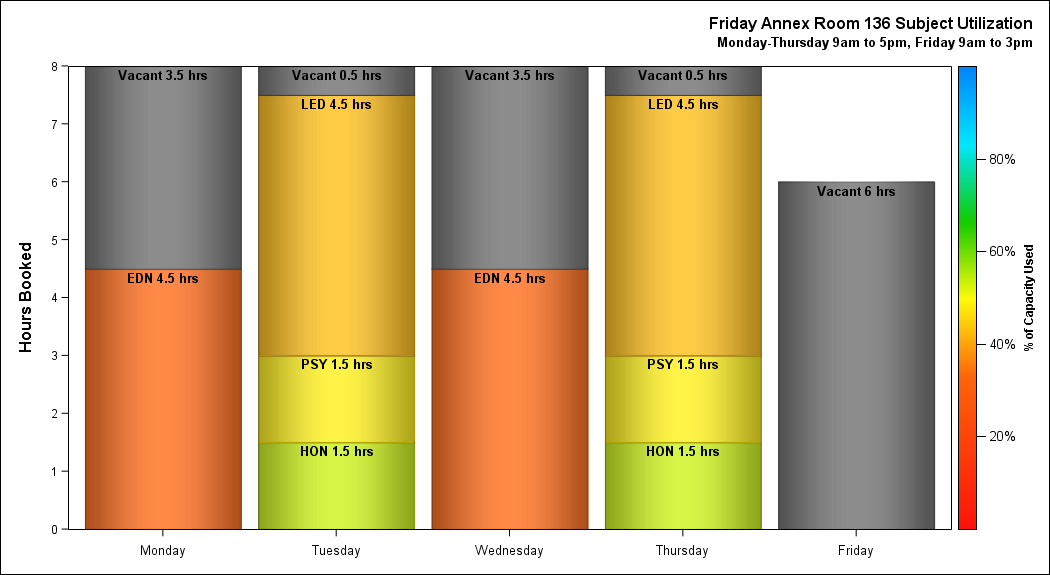 Friday Annex Room 136 Subject Utilization
Monday-Thursday 9am to 5pm, Friday 9am to 3pm
Hours Booked
8
7
6
5
4
3
2
1
0
Vacant 3.5 hrs
EDN 4.5 hrs
Vacant 0.5 hrs
LED 4.5 hrs
PSY 1.5 hrs
HON 1.5 hrs
Vacant 3.5 hrs
EDN 4.5 hrs
Vacant 0.5 hrs
LED 4.5 hrs
PSY 1.5 hrs
HON 1.5 hrs
Vacant 6 hrs
Monday
Tuesday
Wednesday
Thursday
Friday
80%
60%
40%
20%
% of Capacity Used